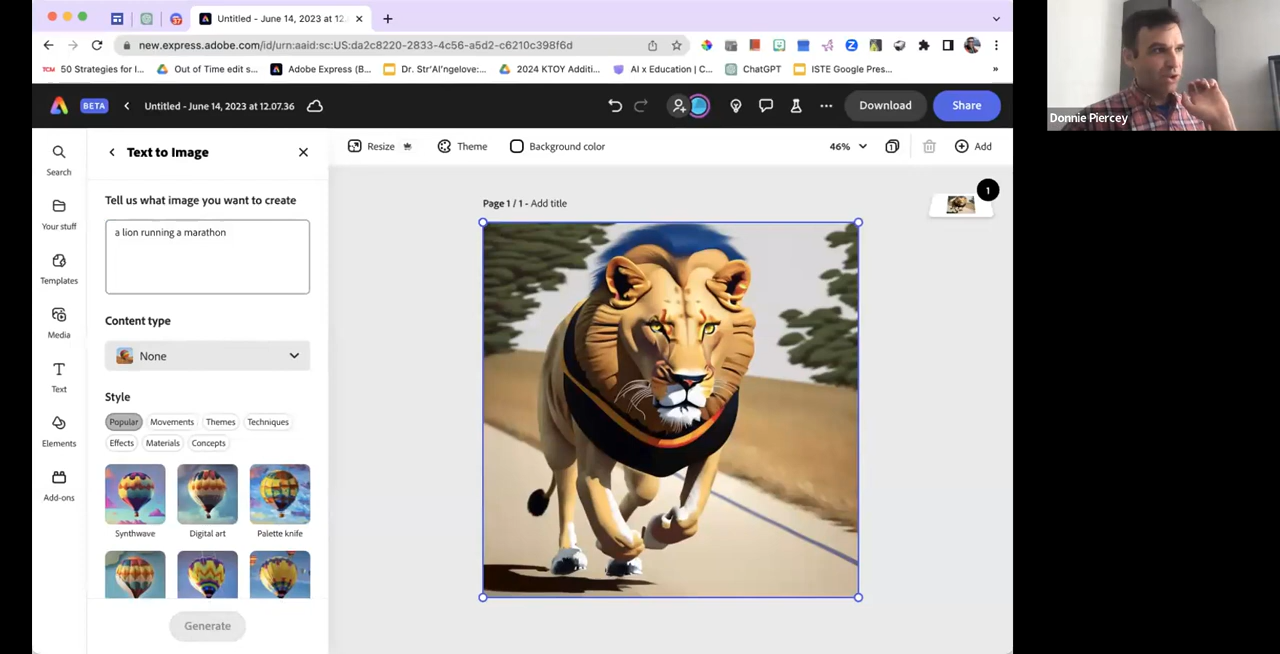 Untitled - June 14, 2023 at 12.
new.express.adobe.com/id/urn:aaid:sc:US:da2c8220-2833-4c56-a5d2-c6210c398f6d
50 Strategies for I...
Out of Time edit s...
Adobe Express (B...
Dr. Str'AI'ngelove:...
2024 KTOY Additi...
AI x Education | C...
ChatGPT
ISTE Google Pres...
»
Donnie Piercey
BETA
Untitled - June 14, 2023 at 12.07.36
Download
Share
Search
Your stuff
Templates
Media
Text
Elements
Add-ons
Text to Image
Tell us what image you want to create
a lion running a marathon
Content type
None
Style
Popular
Movements
Themes
Techniques
Effects
Materials
Concepts
Synthwave
Digital art
Palette knife
Generate
Resize
Theme
Background color
46%
Add
Page 1 / 1 - Add title
1